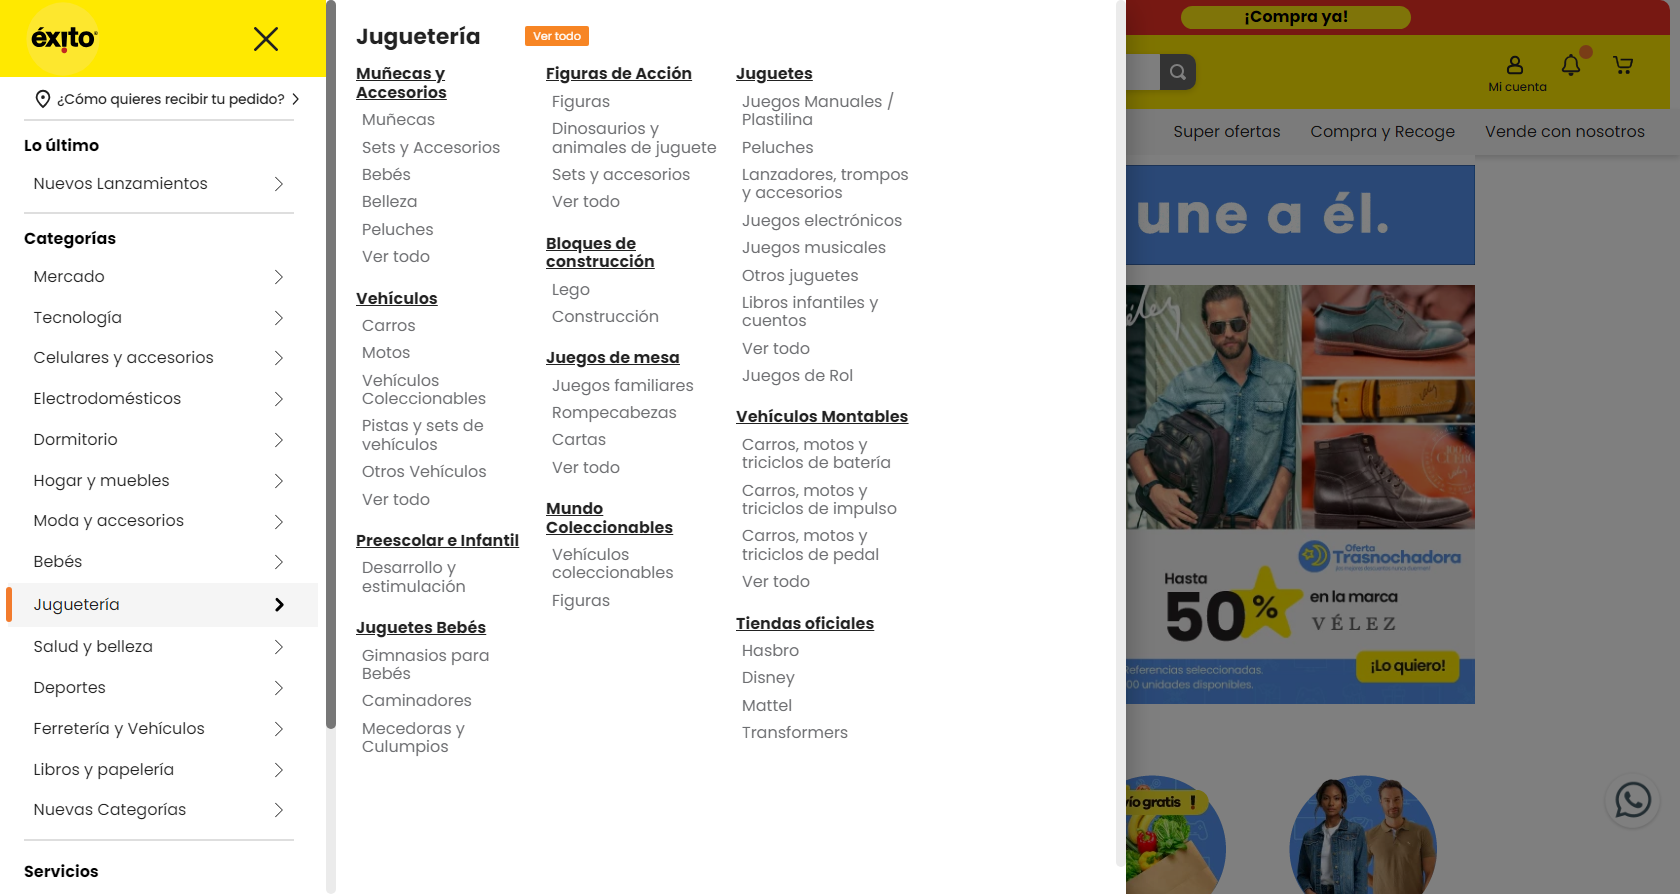 éxito
¿Cómo quieres recibir tu pedido?
Lo último
Nuevos Lanzamientos
Categorías
Mercado
Tecnología
Celulares y accesorios
Electrodomésticos
Dormitorio
Hogar y muebles
Moda y accesorios
Bebés
Juguetería
Salud y belleza
Deportes
Ferretería y Vehículos
Libros y papelería
Nuevas Categorías
Servicios
Juguetería
Ver todo
Muñecas y
Accesorios
Muñecas
Sets y Accesorios
Bebés
Belleza
Peluches
Ver todo
Vehículos
Carros
Motos
Vehículos
Coleccionables
Pistas y sets de
vehículos
Otros Vehículos
Ver todo
Preescolar e Infantil
Desarrollo y
estimulación
Juguetes Bebés
Gimnasios para
Bebés
Caminadores
Mecedoras y
Culumpios
Figuras de Acción
Figuras
Dinosaurios y
animales de juguete
Sets y accesorios
Ver todo
Bloques de
construcción
Lego
Construcción
Juegos de mesa
Juegos familiares
Rompecabezas
Cartas
Ver todo
Mundo
Coleccionables
Vehículos
coleccionables
Figuras
Juguetes
Juegos Manuales /
Plastilina
Peluches
Lanzadores, trompos
y accesorios
Juegos electrónicos
Juegos musicales
Otros juguetes
Libros infantiles y
cuentos
Ver todo
Juegos de Rol
Vehículos Montables
Carros, motos y
triciclos de batería
Carros, motos y
triciclos de impulso
Carros, motos y
triciclos de pedal
Ver todo
Tiendas oficiales
Hasbro
Disney
Mattel
Transformers
¡Compra ya!
Mi cuenta
Super ofertas
Compra y Recoge
Vende con nosotros
une a él.
Oferta
Trasnochadora
Hasta
50%
en la marca
VÉLEZ
¡Lo quiero!
referencias seleccionadas.
00 unidades disponibles.
ío gratis !